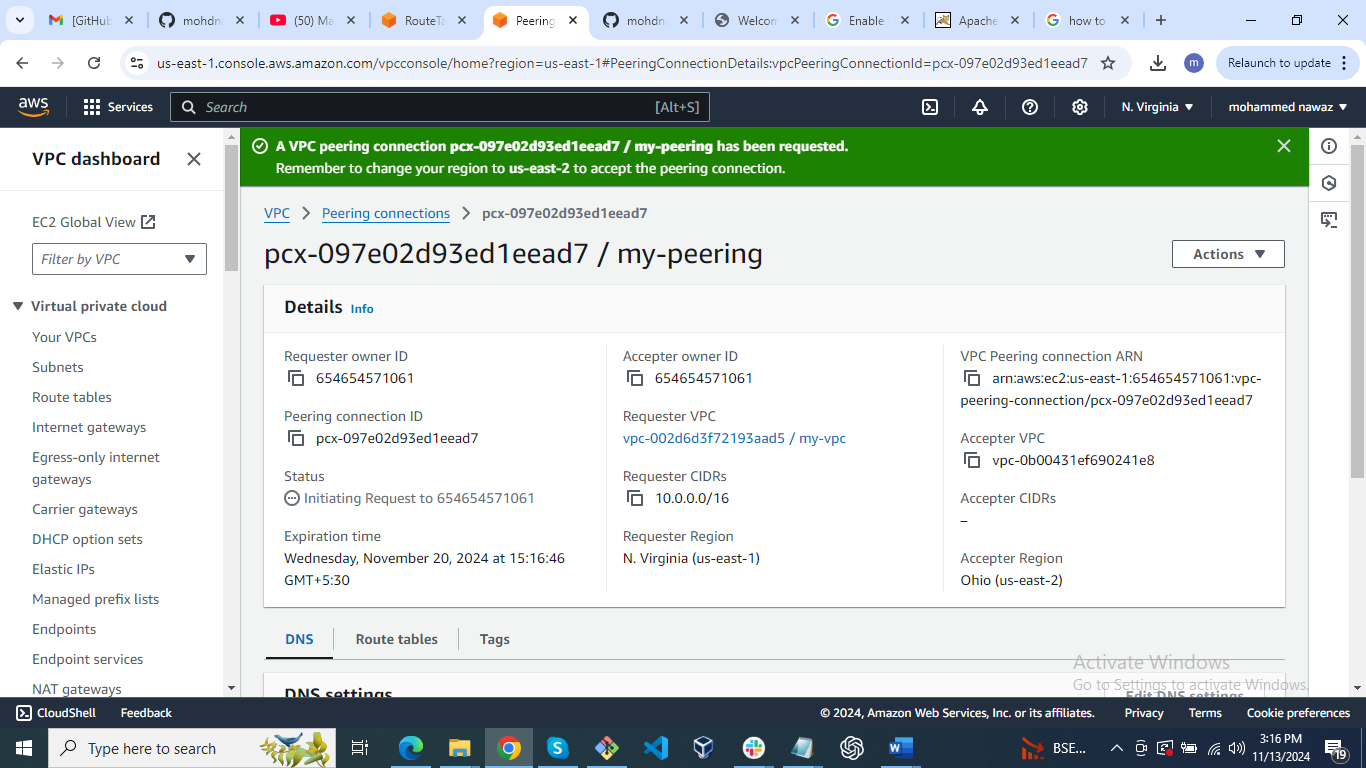 [GitHub
mohdna
(50) Ma
RouteTa
Peering
mohdn
Welcom
Enable
Apache
how to
us-east-1.console.aws.amazon.com/vpcconsole/home?region=us-east-1#PeeringConnectionDetails:vpcPeeringConnectionId=pcx-097e02d93ed1eead7
m
Relaunch to update
aws
Services
Search
[Alt+S]
N. Virginia
mohammed nawaz
VPC dashboard
EC2 Global View
Filter by VPC
Virtual private cloud
Your VPCs
Subnets
Route tables
Internet gateways
Egress-only internet
gateways
Carrier gateways
DHCP option sets
Elastic IPs
Managed prefix lists
Endpoints
Endpoint services
NAT gateways
A VPC peering connection pcx-097e02d93ed1eead7 / my-peering has been requested.
Remember to change your region to us-east-2 to accept the peering connection.
VPC > Peering connections > pcx-097e02d93ed1eead7
pcx-097e02d93ed1eead7 / my-peering
Actions
Details Info
Requester owner ID
654654571061
Peering connection ID
pcx-097e02d93ed1eead7
Status
Initiating Request to 654654571061
Expiration time
Wednesday, November 20, 2024 at 15:16:46
GMT+5:30
Accepter owner ID
654654571061
Requester VPC
vpc-002d6d3f72193aad5 / my-vpc
Requester CIDRs
10.0.0.0/16
Requester Region
N. Virginia (us-east-1)
VPC Peering connection ARN
arn:aws:ec2:us-east-1:654654571061:vpc-
peering-connection/pcx-097e02d93ed1eead7
Accepter VPC
vpc-0b00431ef690241e8
Accepter CIDRs
–
Accepter Region
Ohio (us-east-2)
DNS
Route tables
Tags
DNS settings
Edit DNS settings
Activate Windows
Go to Settings to activate Windows.
CloudShell
Feedback
© 2024, Amazon Web Services, Inc. or its affiliates.
Privacy
Terms
Cookie preferences
Type here to search
BSE...
3:16 PM
11/13/2024
19